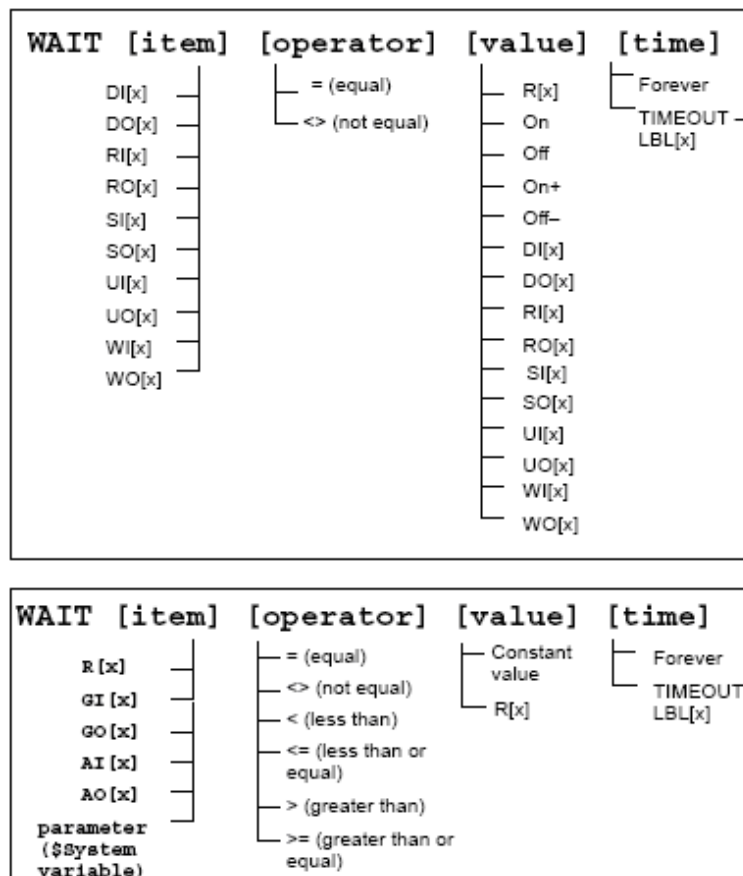 WAIT [item] [operator] [value] [time]
DI[x]
DO[x]
RI[x]
RO[x]
SI[x]
SO[x]
UI[x]
UO[x]
WI[x]
WO[x]
= (equal)
<> (not equal)
R[x]
On
Off
On+
Off–
DI[x]
DO[x]
RI[x]
RO[x]
SI[x]
SO[x]
UI[x]
UO[x]
WI[x]
WO[x]
Forever
TIMEOUT –
LBL[x]
WAIT [item] [operator] [value] [time]
R[x]
GI[x]
GO[x]
AI[x]
AO[x]
parameter
($System
variable)
= (equal)
<> (not equal)
< (less than)
<= (less than or
equal)
> (greater than)
>= (greater than or
equal)
Constant
value
R[x]
Forever
TIMEOUT
LBL[x]